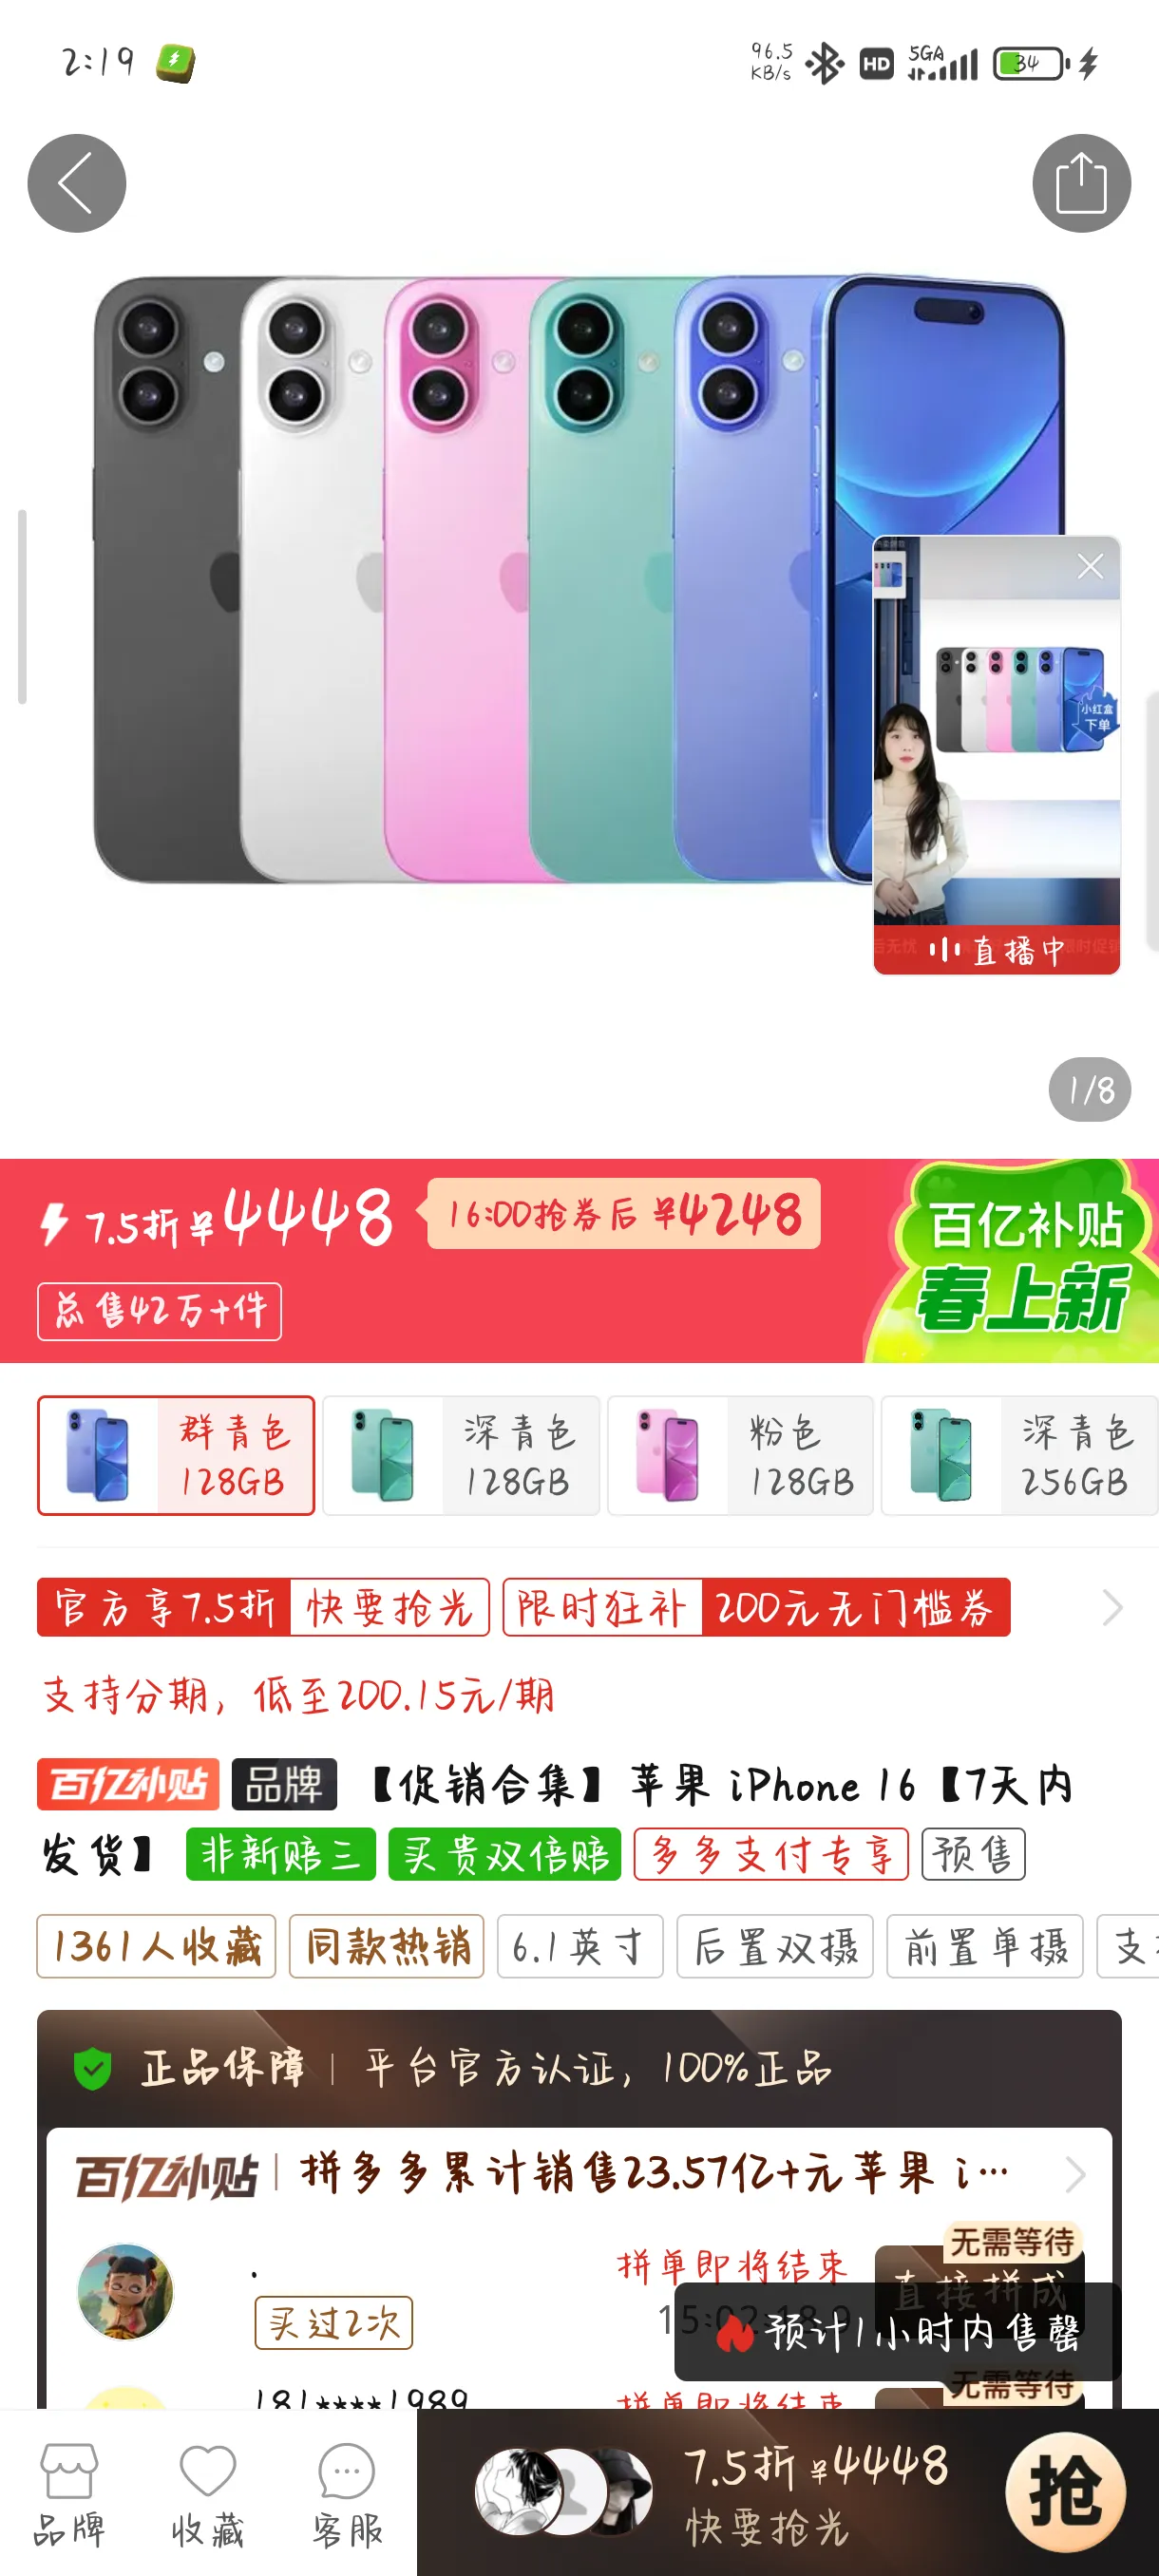 2:19
96.5
KB/s
HD
5GA
34
小红盒
下单
直播中
1/8
7.5折¥4448
16:00抢券后 ¥4248
百亿补贴
春上新
总售42万+件
群青色
128GB
深青色
128GB
粉色
128GB
深青色
256GB
官方享7.5折 快要抢光 限时狂补 200元无门槛券
支持分期，低至200.15元/期
百亿补贴 品牌 【促销合集】苹果 iPhone 16【7天内
发货】 非新赔三 买贵双倍赔 多多支付专享 预售
1361人收藏 同款热销 6.1英寸 后置双摄 前置单摄
正品保障 | 平台官方认证，100%正品
百亿补贴 | 拼多多累计销售23.57亿+元苹果 i…
.
买过2次
拼单即将结束
15:02:18.9
无需等待
直接拼成
预计1小时内售罄
181****1989
拼单即将结束
无需等待
品牌
收藏
客服
7.5折 ¥4448
快要抢光
抢